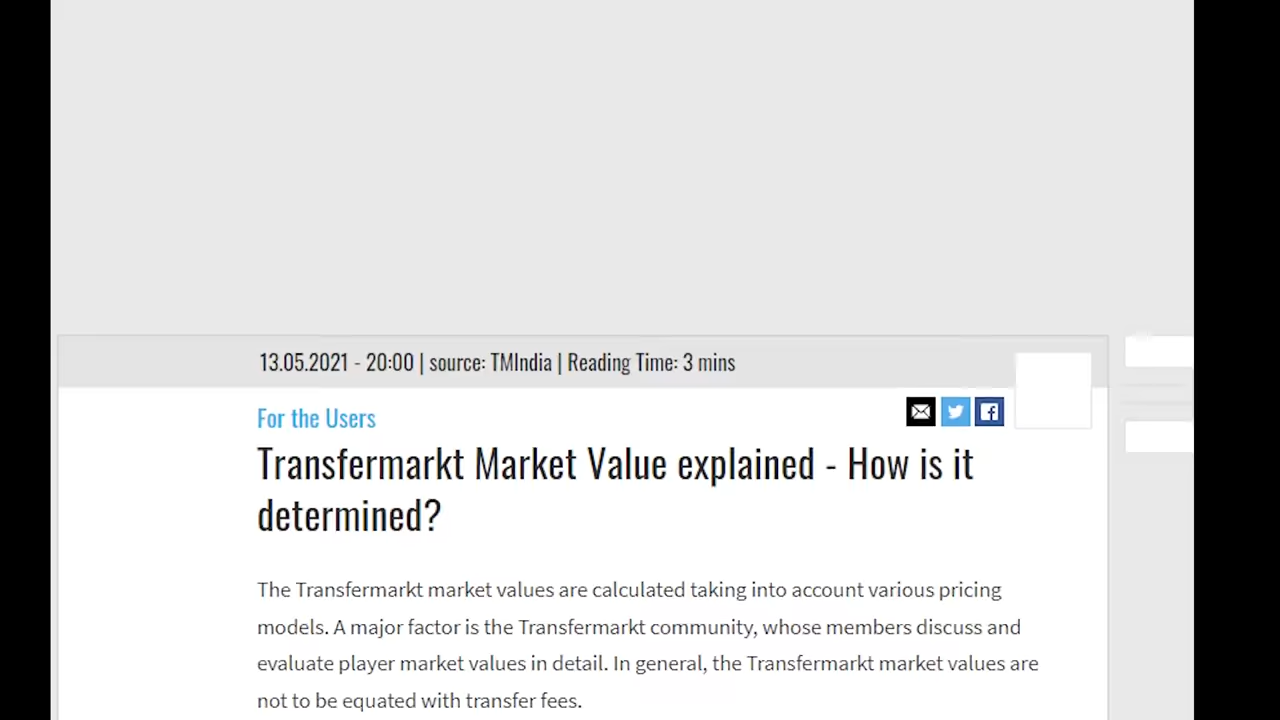 13.05.2021 - 20:00 | source: TMIndia | Reading Time: 3 mins
For the Users
Transfermarkt Market Value explained - How is it
determined?
The Transfermarkt market values are calculated taking into account various pricing
models. A major factor is the Transfermarkt community, whose members discuss and
evaluate player market values in detail. In general, the Transfermarkt market values are
not to be equated with transfer fees.